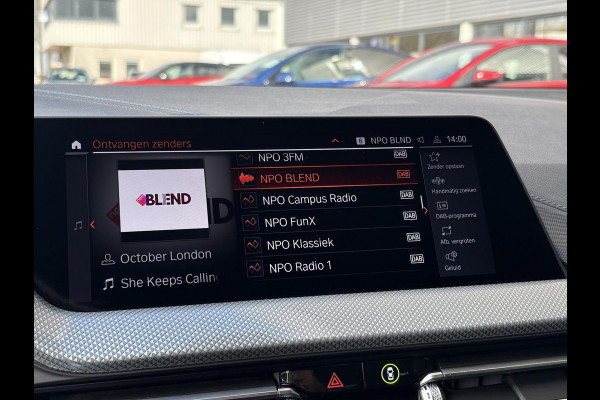 Ontvangen zenders
NPO BLND
14:00
NPO 3FM DAB
NPO BLEND DAB
NPO Campus Radio DAB
NPO FunX DAB
NPO Klassiek DAB
NPO Radio 1 DAB
BLEND
October London
She Keeps Calling
Zender opslaan
Handmatig zoeken
DAB-programma
Afb. vergroten
Geluid